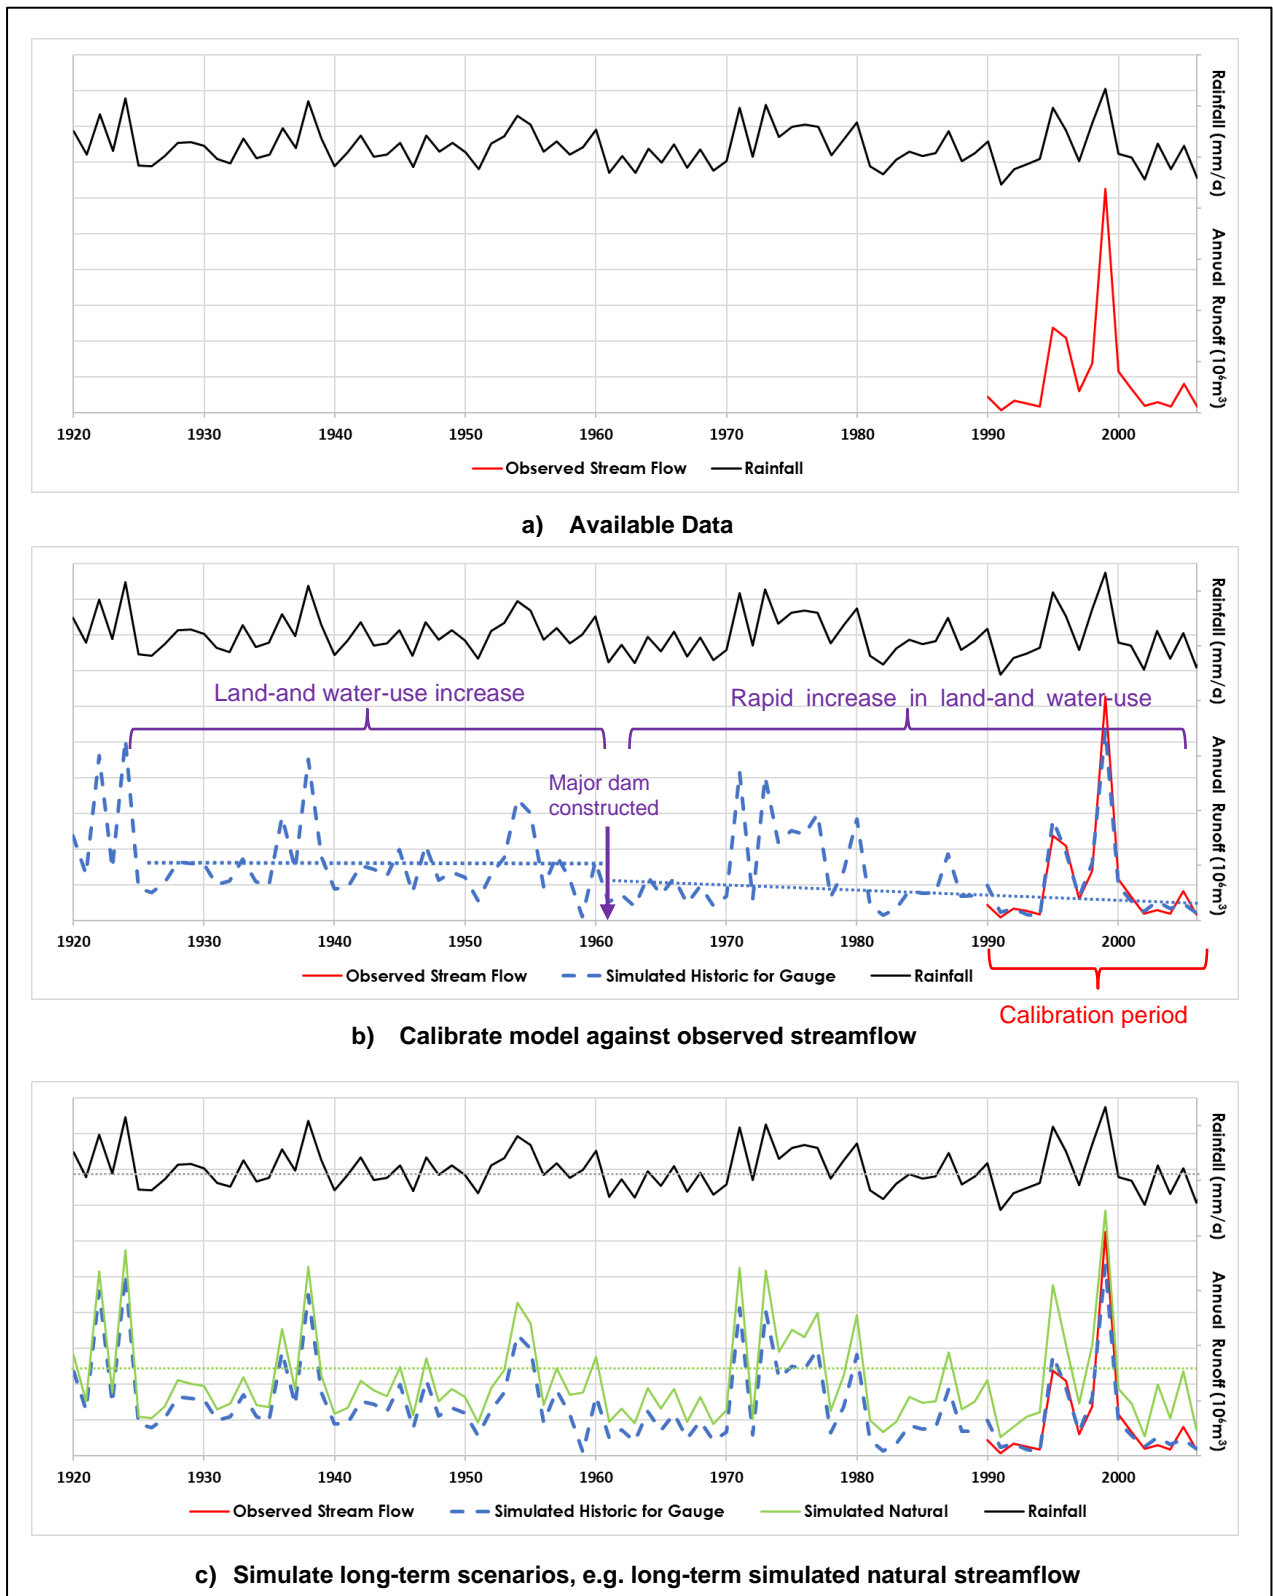 Rainfall (mm/a)
Annual Runoff (10⁶m³)
1920 1930 1940 1950 1960 1970 1980 1990 2000
Observed Stream Flow Rainfall
a) Available Data
Rainfall (mm/a)
Land-and water-use increase
Rapid increase in land-and water-use
Annual Runoff (10⁶m³)
Major dam
constructed
1920 1930 1940 1950 1960 1970 1980 1990 2000
Observed Stream Flow Simulated Historic for Gauge Rainfall
Calibration period
b) Calibrate model against observed streamflow
Rainfall (mm/a)
Annual Runoff (10⁶m³)
1920 1930 1940 1950 1960 1970 1980 1990 2000
Observed Stream Flow Simulated Historic for Gauge Simulated Natural Rainfall
c) Simulate long-term scenarios, e.g. long-term simulated natural streamflow